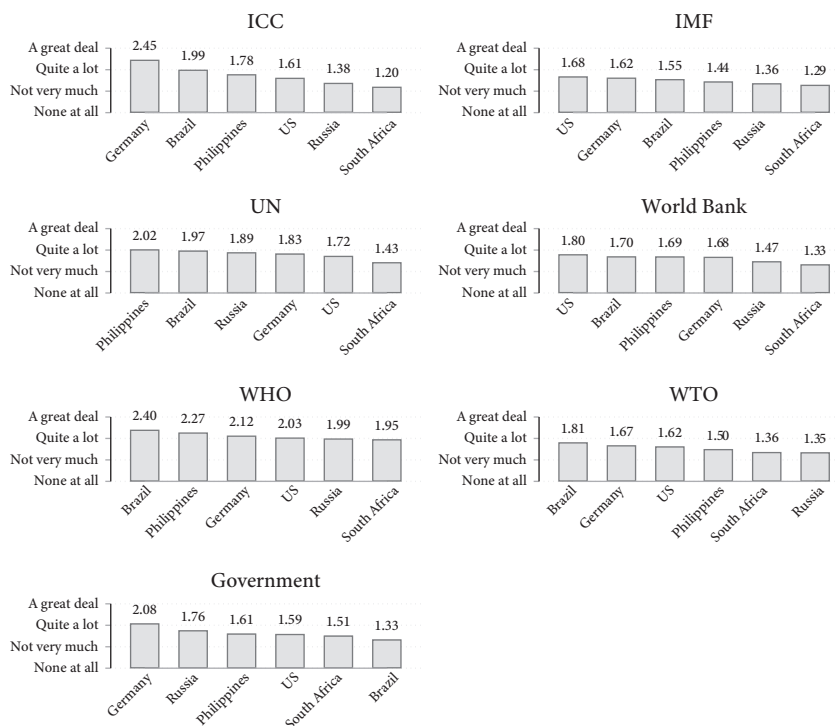 ICC
A great deal
Quite a lot
Not very much
None at all
2.45 1.99 1.78 1.61 1.38 1.20
Germany Brazil Philippines US Russia South Africa
IMF
A great deal
Quite a lot
Not very much
None at all
1.68 1.62 1.55 1.44 1.36 1.29
US Germany Brazil Philippines Russia South Africa
UN
A great deal
Quite a lot
Not very much
None at all
2.02 1.97 1.89 1.83 1.72 1.43
Philippines Brazil Russia Germany US South Africa
World Bank
A great deal
Quite a lot
Not very much
None at all
1.80 1.70 1.69 1.68 1.47 1.33
US Brazil Philippines Germany Russia South Africa
WHO
A great deal
Quite a lot
Not very much
None at all
2.40 2.27 2.12 2.03 1.99 1.95
Brazil Philippines Germany US Russia South Africa
WTO
A great deal
Quite a lot
Not very much
None at all
1.81 1.67 1.62 1.50 1.36 1.35
Brazil Germany US Philippines South Africa Russia
Government
A great deal
Quite a lot
Not very much
None at all
2.08 1.76 1.61 1.59 1.51 1.33
Germany Russia Philippines US South Africa Brazil